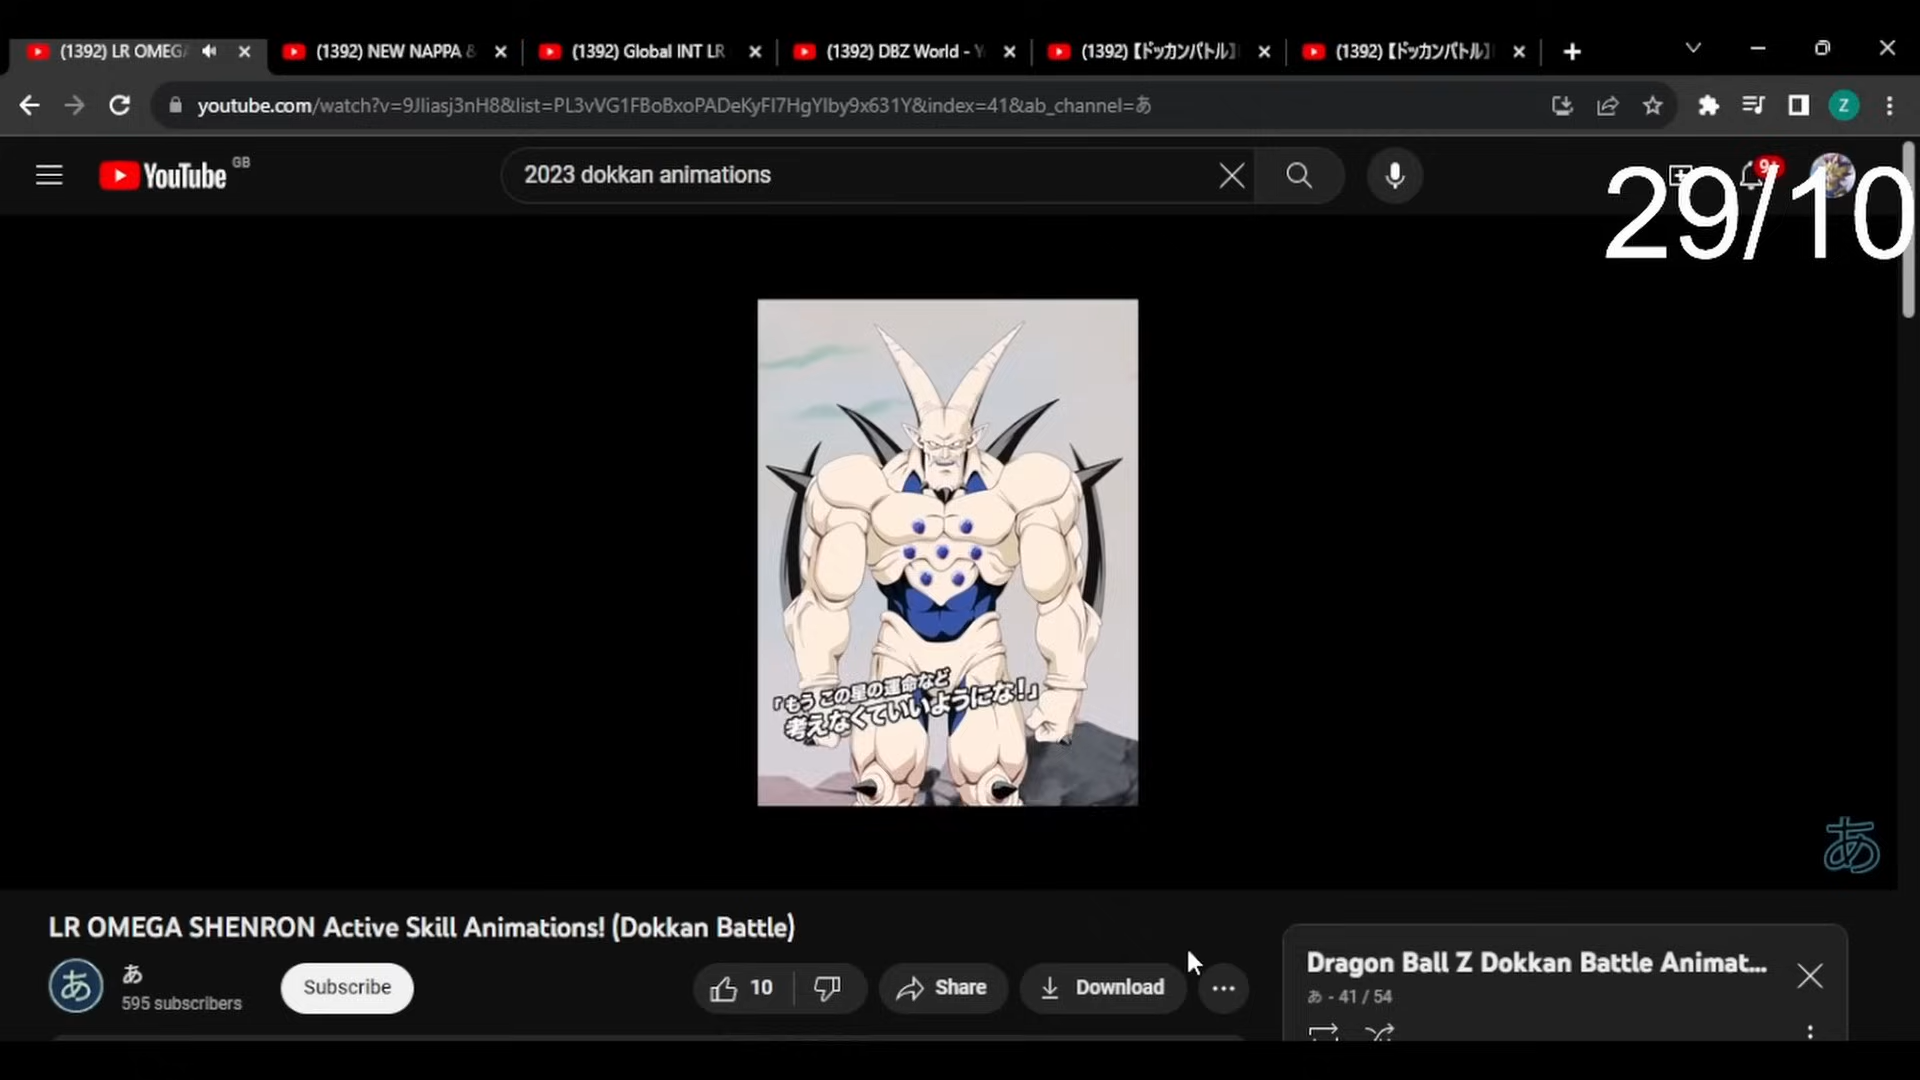 (1392) LR OMEGA
(1392) NEW NAPPA &
(1392) Global INT LR
(1392) DBZ World - Y
(1392)【ドッカンバトル】
(1392)【ドッカンバトル】
youtube.com/watch?v=9Jliasj3nH8&list=PL3vVG1FBoBxoPADeKyFI7HgYIby9x631Y&index=41&ab_channel=あ
Z
YouTube GB
2023 dokkan animations
9+
29/10
「もう この星の運命など
考えなくていいようにな!」
あ
LR OMEGA SHENRON Active Skill Animations! (Dokkan Battle)
あ
あ
595 subscribers
Subscribe
10
Share
Download
Dragon Ball Z Dokkan Battle Animat...
あ - 41 / 54